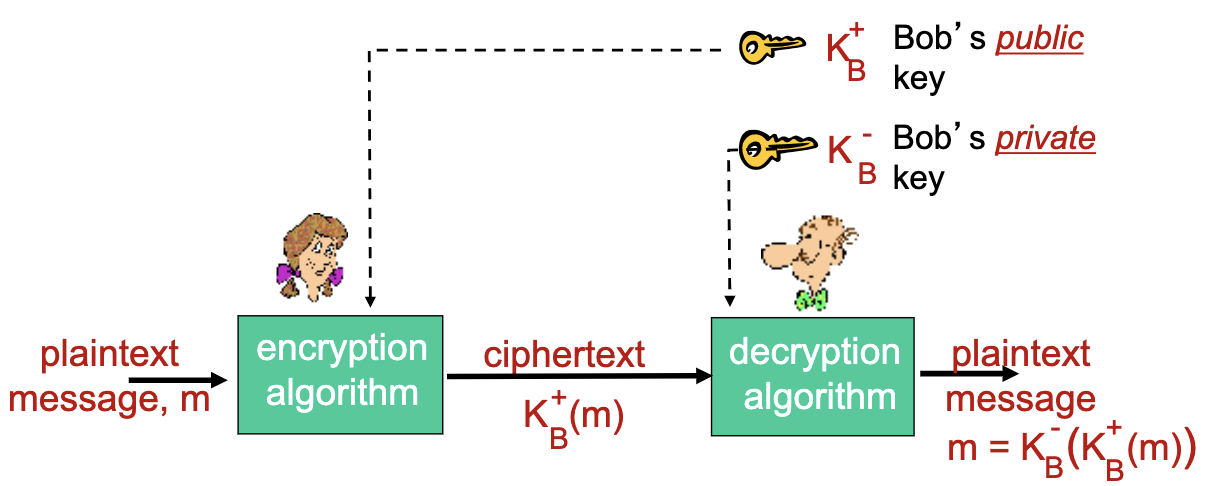 K_B^+ Bob's public
key
K_B^- Bob's private
key
plaintext
message, m
encryption
algorithm
ciphertext
K_B^+(m)
decryption
algorithm
plaintext
message
m = K_B^-(K_B^+(m))